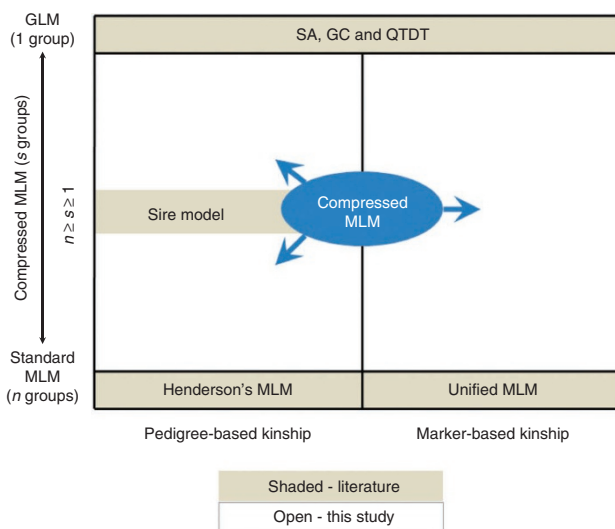 GLM
(1 group)
SA, GC and QTDT
Compressed MLM (s groups)
n ≥ s ≥ 1
Sire model
Compressed
MLM
Standard
MLM
(n groups)
Henderson's MLM
Unified MLM
Pedigree-based kinship
Marker-based kinship
Shaded - literature
Open - this study